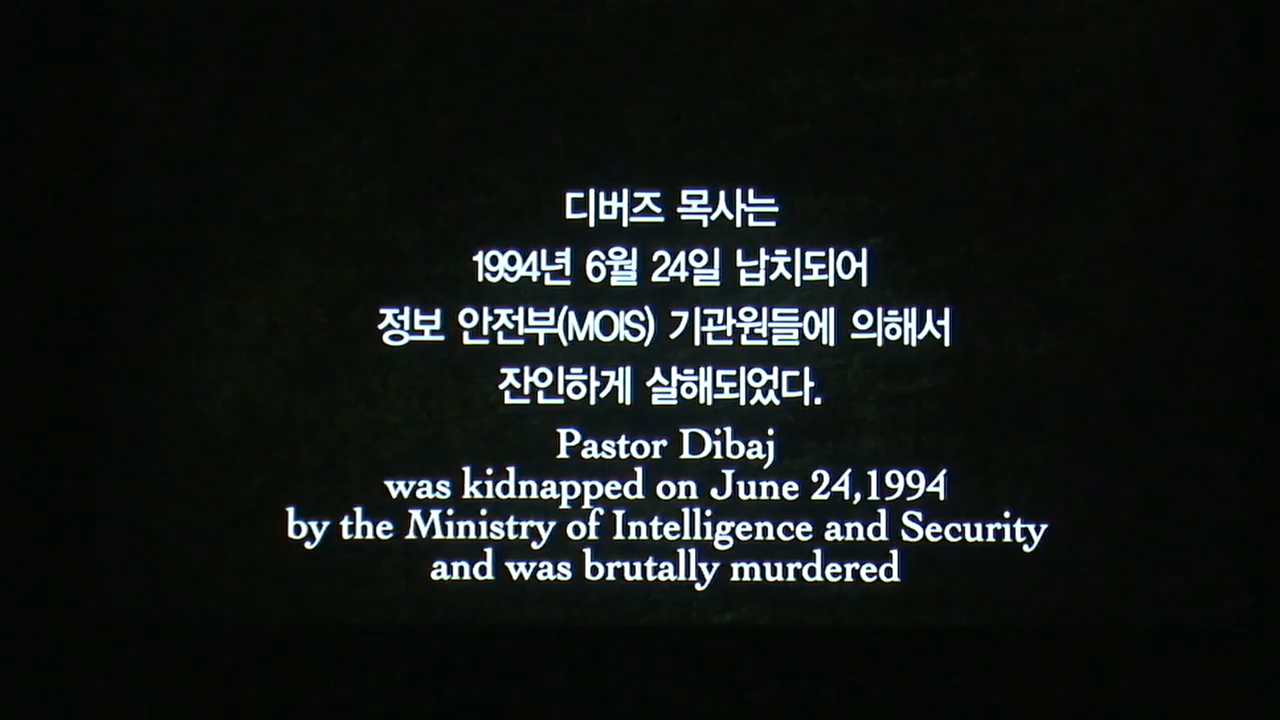 디버즈 목사는
1994년 6월 24일 납치되어
정보 안전부(MOIS) 기관원들에 의해서
잔인하게 살해되었다.
Pastor Dibaj
was kidnapped on June 24,1994
by the Ministry of Intelligence and Security
and was brutally murdered